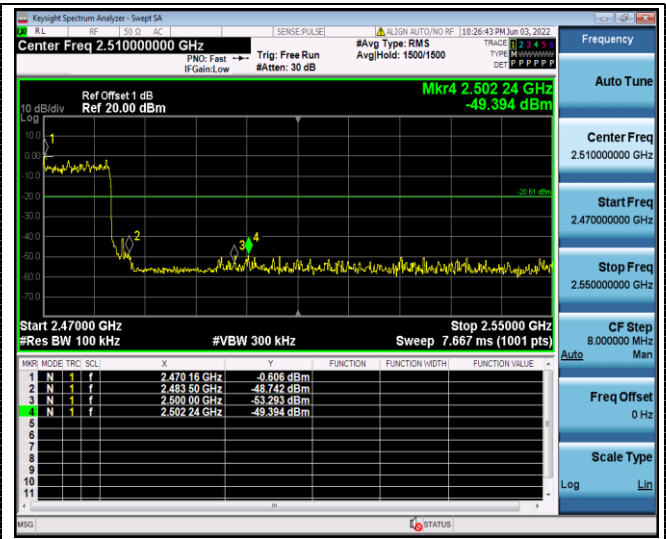 Keysight Spectrum Analyzer - Swept SA
RL RF 50 Ω AC SENSE:PULSE ALIGN AUTO/NO RF 10:26:43 PM Jun 03, 2022
Center Freq 2.510000000 GHz
PNO: Fast
IFGain:Low
Trig: Free Run
#Atten: 30 dB
#Avg Type: RMS
Avg|Hold: 1500/1500
TRACE 1 2 3 4 5 6
TYPE M W W W W W
DET P P P P P P
Ref Offset 1 dB
10 dB/div Ref 20.00 dBm
Log
Mkr4 2.502 24 GHz
-49.394 dBm
10.0
0.00
-10.0
-20.0
-30.0
-40.0
-50.0
-60.0
-70.0
1
2
3
4
-20.61 dBm
Start 2.47000 GHz Stop 2.55000 GHz
#Res BW 100 kHz #VBW 300 kHz Sweep 7.667 ms (1001 pts)
MKR MODE TRC SCL X Y FUNCTION FUNCTION WIDTH FUNCTION VALUE
1 N 1 f 2.470 16 GHz -0.606 dBm
2 N 1 f 2.483 50 GHz -48.742 dBm
3 N 1 f 2.500 00 GHz -53.293 dBm
4 N 1 f 2.502 24 GHz -49.394 dBm
5
6
7
8
9
10
11
MSG STATUS
Frequency
Auto Tune
Center Freq
2.510000000 GHz
Start Freq
2.470000000 GHz
Stop Freq
2.550000000 GHz
CF Step
8.000000 MHz
Auto Man
Freq Offset
0 Hz
Scale Type
Log Lin